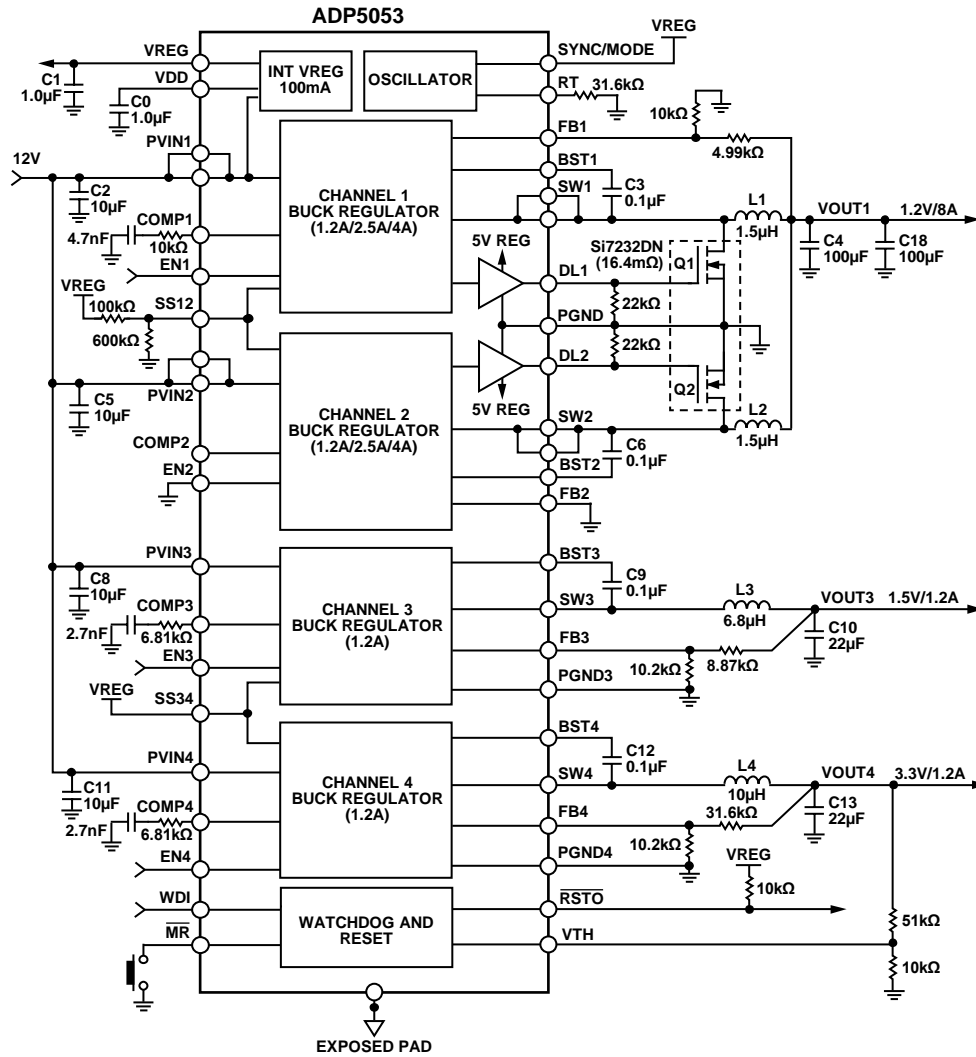 ADP5053
VREG
C1
1.0µF
VDD
C0
1.0µF
INT VREG
100mA
OSCILLATOR
SYNC/MODE
VREG
RT
31.6kΩ
FB1
10kΩ
4.99kΩ
PVIN1
12V
C2
10µF
COMP1
4.7nF
10kΩ
EN1
CHANNEL 1
BUCK REGULATOR
(1.2A/2.5A/4A)
BST1
C3
0.1µF
SW1
L1
1.5µH
VOUT1
1.2V/8A
C4
100µF
C18
100µF
VREG
100kΩ
SS12
600kΩ
5V REG
Si7232DN
(16.4mΩ)
Q1
DL1
22kΩ
PGND
22kΩ
DL2
Q2
5V REG
PVIN2
C5
10µF
COMP2
EN2
CHANNEL 2
BUCK REGULATOR
(1.2A/2.5A/4A)
SW2
L2
1.5µH
C6
0.1µF
BST2
FB2
PVIN3
C8
10µF
COMP3
2.7nF
6.81kΩ
EN3
CHANNEL 3
BUCK REGULATOR
(1.2A)
BST3
C9
0.1µF
SW3
L3
6.8µH
VOUT3
1.5V/1.2A
C10
22µF
FB3
10.2kΩ
8.87kΩ
PGND3
VREG
SS34
PVIN4
C11
10µF
COMP4
2.7nF
6.81kΩ
EN4
CHANNEL 4
BUCK REGULATOR
(1.2A)
BST4
C12
0.1µF
SW4
L4
10µH
VOUT4
3.3V/1.2A
C13
22µF
FB4
31.6kΩ
10.2kΩ
PGND4
WDI
MR
WATCHDOG AND
RESET
VREG
10kΩ
RSTO
VTH
51kΩ
10kΩ
EXPOSED PAD